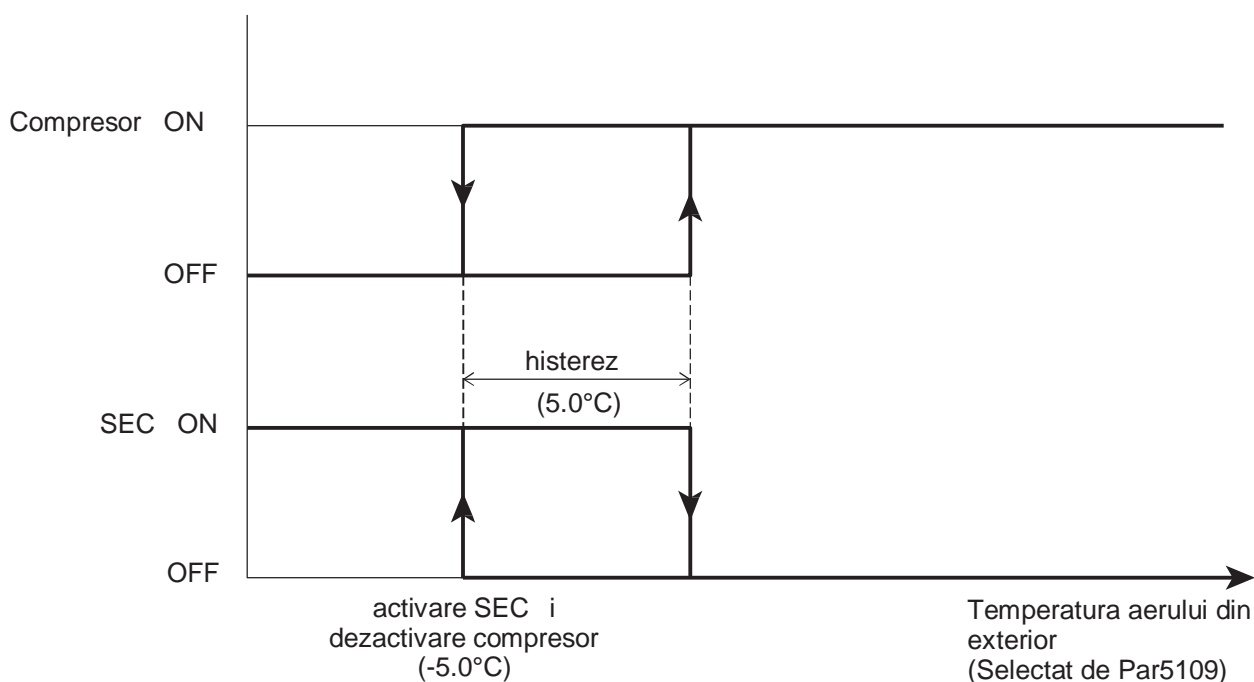 Compresor ON
OFF
histerez
(5.0°C)
SEC ON
OFF
activare SEC i
dezactivare compresor
(-5.0°C)
Temperatura aerului din
exterior
(Selectat de Par5109)